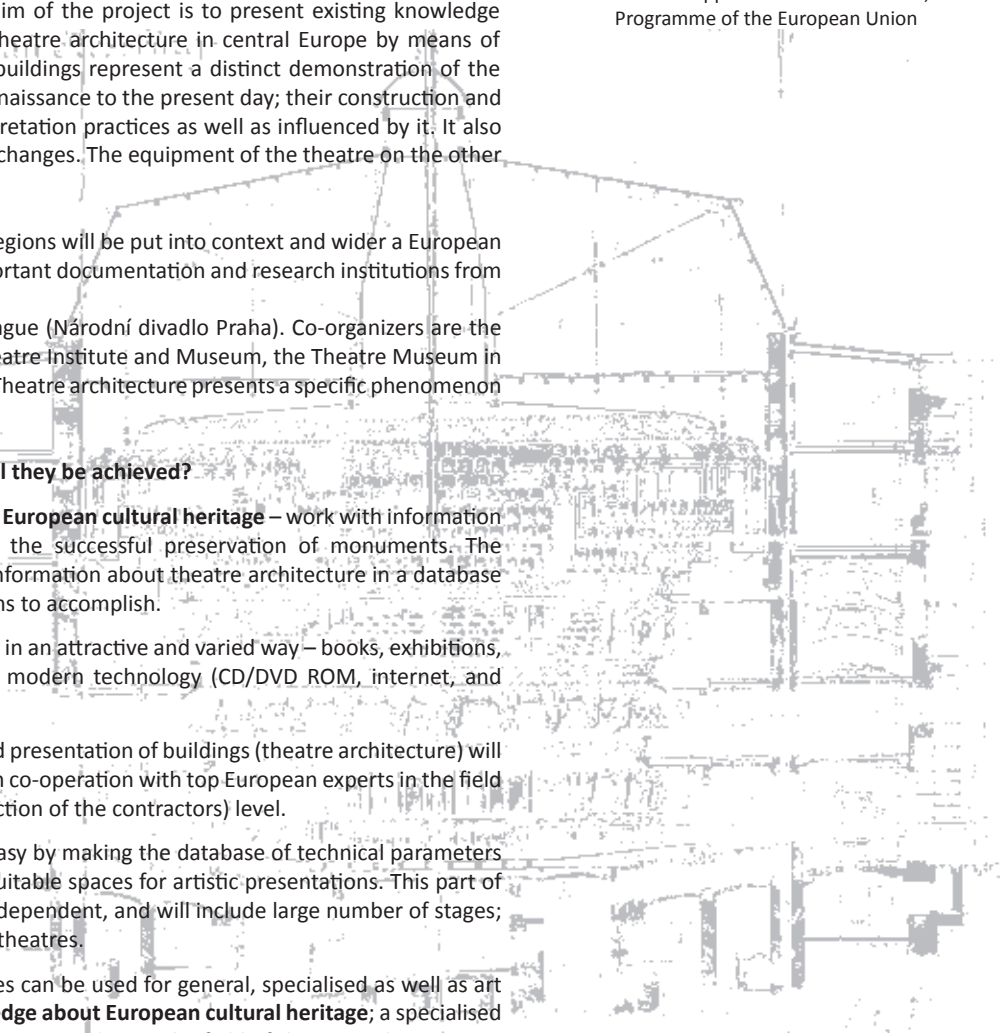 im of the project is to present existing knowledge
heatre architecture in central Europe by means of
buildings represent a distinct demonstration of the
naissance to the present day; their construction and
retation practices as well as influenced by it. It also
changes. The equipment of the theatre on the other
egions will be put into context and wider a European
ortant documentation and research institutions from
ague (Národní divadlo Praha). Co-organizers are the
eatre Institute and Museum, the Theatre Museum in
Theatre architecture presents a specific phenomenon
l they be achieved?
European cultural heritage – work with information
the successful preservation of monuments. The
nformation about theatre architecture in a database
ns to accomplish.
in an attractive and varied way – books, exhibitions,
modern technology (CD/DVD ROM, internet, and
d presentation of buildings (theatre architecture) will
n co-operation with top European experts in the field
ction of the contractors) level.
asy by making the database of technical parameters
uitable spaces for artistic presentations. This part of
dependent, and will include large number of stages;
theatres.
es can be used for general, specialised as well as art
dge about European cultural heritage; a specialised
Programme of the European Union